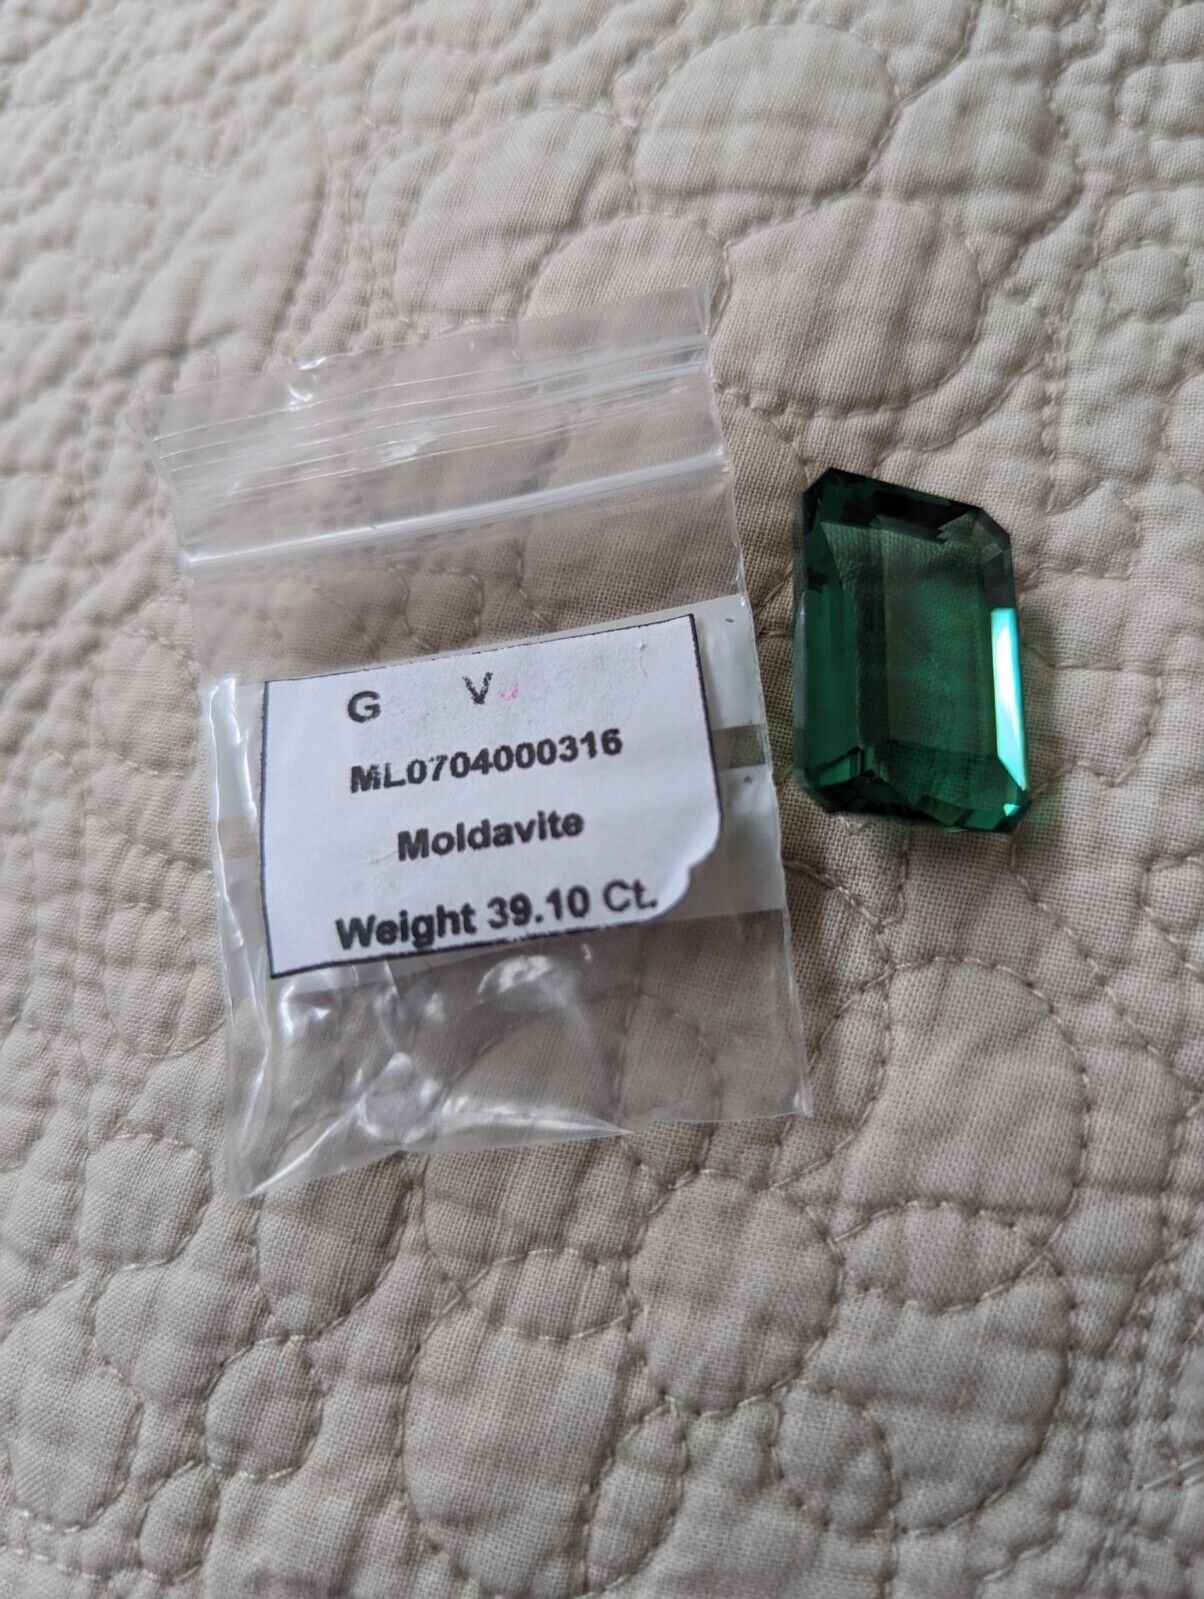 G V
ML0704000316
Moldavite
Weight 39.10 Ct.